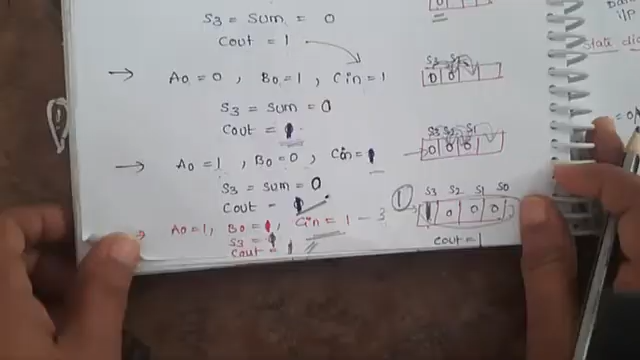 S3 = Sum = 0
Cout = 1
→ A0 = 0 , B0 = 1 , Cin = 1
S3 S2
0 0
S3 = Sum = 0
Cout = 1
S3 S2 S1
0 0 0
→ A0 = 1 , B0 = 0 , Cin = 1
S3 = Sum = 0
Cout = 1
1 S3 S2 S1 S0
1 0 0 0
→ A0 = 1, B0 = 1, Cin = 1 - 3
S3 = 1
Cout = 1
Cout = 1
i/p
State dia